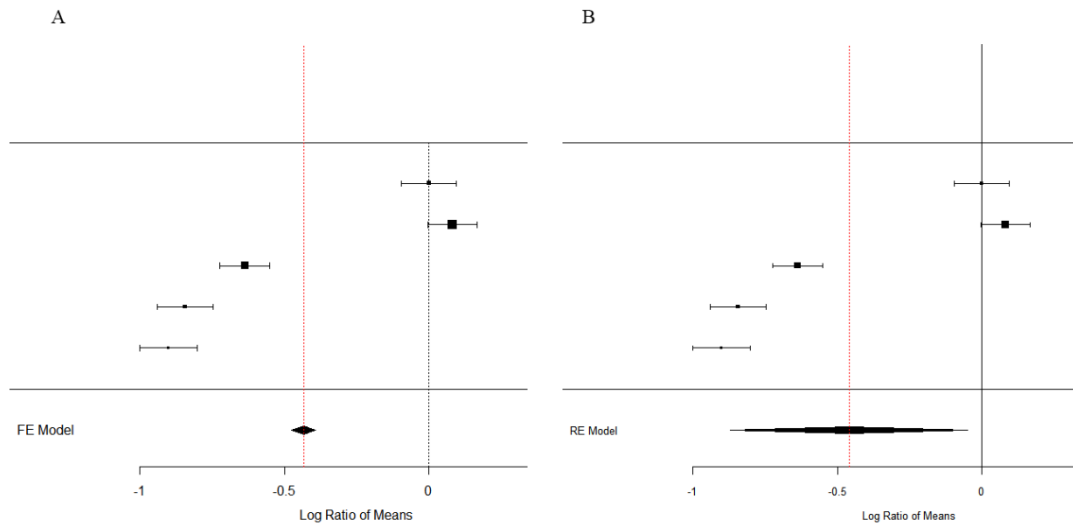 A
B
FE Model
RE Model
-1
-0.5
0
-1
-0.5
0
Log Ratio of Means
Log Ratio of Means